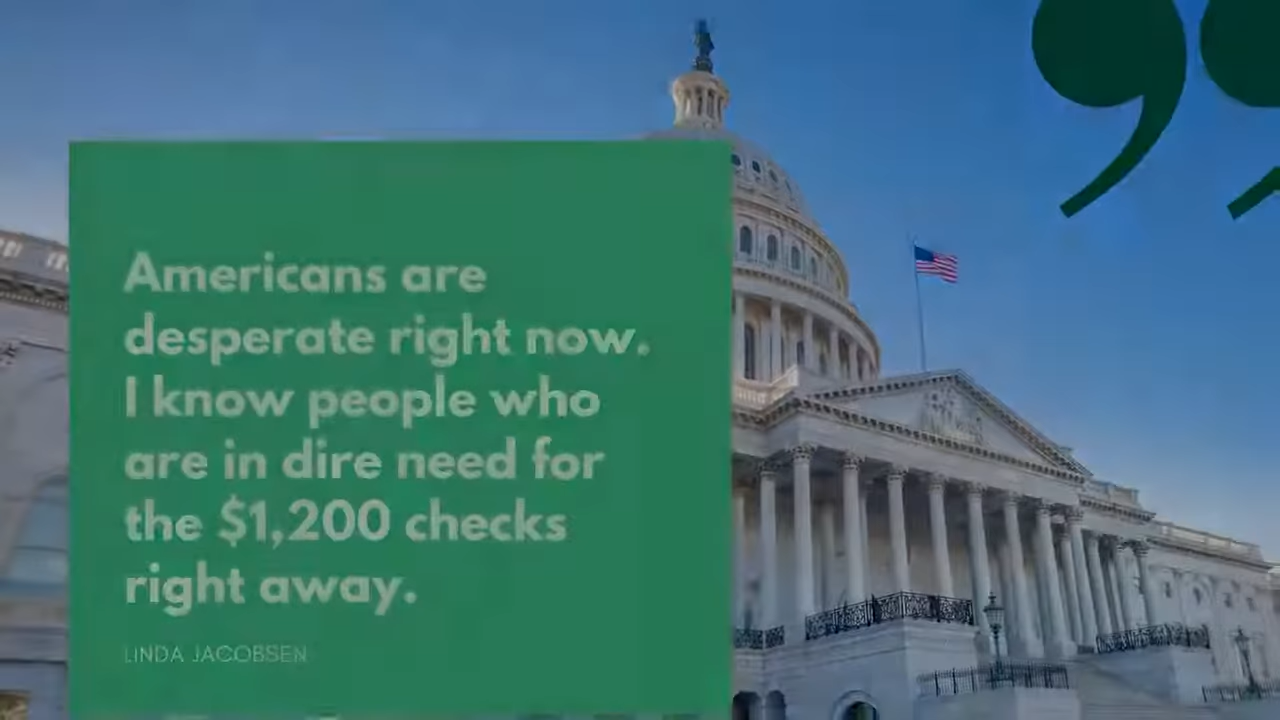 Americans are
desperate right now.
I know people who
are in dire need for
the $1,200 checks
right away.
LINDA JACOBSEN